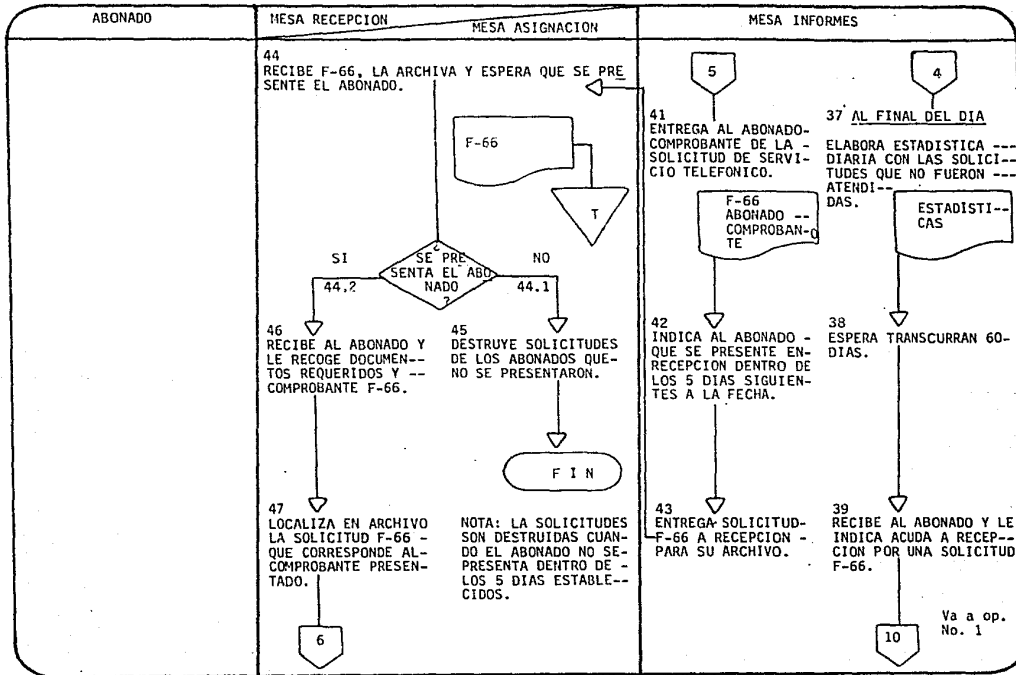 ABONADO
MESA RECEPCION
MESA ASIGNACION
MESA INFORMES
44
RECIBE F-66, LA ARCHIVA Y ESPERA QUE SE PRE
SENTE EL ABONADO.
F-66
T
¿
SE PRE
SENTA EL ABO
NADO
?
SI
44.2
NO
44.1
46
RECIBE AL ABONADO Y
LE RECOGE DOCUMEN--
TOS REQUERIDOS Y --
COMPROBANTE F-66.
45
DESTRUYE SOLICITUDES
DE LOS ABONADOS QUE-
NO SE PRESENTARON.
F I N
47
LOCALIZA EN ARCHIVO
LA SOLICITUD F-66 -
QUE CORRESPONDE AL-
COMPROBANTE PRESEN-
TADO.
6
NOTA: LA SOLICITUDES
SON DESTRUIDAS CUAN-
DO EL ABONADO NO SE-
PRESENTA DENTRO DE -
LOS 5 DIAS ESTABLE--
CIDOS.
5
41
ENTREGA AL ABONADO-
COMPROBANTE DE LA -
SOLICITUD DE SERVI-
CIO TELEFONICO.
F-66
ABONADO --
COMPROBAN-
TE
O
42
INDICA AL ABONADO -
QUE SE PRESENTE EN-
RECEPCION DENTRO DE
LOS 5 DIAS SIGUIEN-
TES A LA FECHA.
43
ENTREGA SOLICITUD-
F-66 A RECEPCION -
PARA SU ARCHIVO.
4
37 AL FINAL DEL DIA
ELABORA ESTADISTICA ---
DIARIA CON LAS SOLICI--
TUDES QUE NO FUERON ---
ATENDI--
DAS.
ESTADISTI--
CAS
38
ESPERA TRANSCURRAN 60-
DIAS.
39
RECIBE AL ABONADO Y LE
INDICA ACUDA A RECEP--
CION POR UNA SOLICITUD
F-66.
10
Va a op.
No. 1